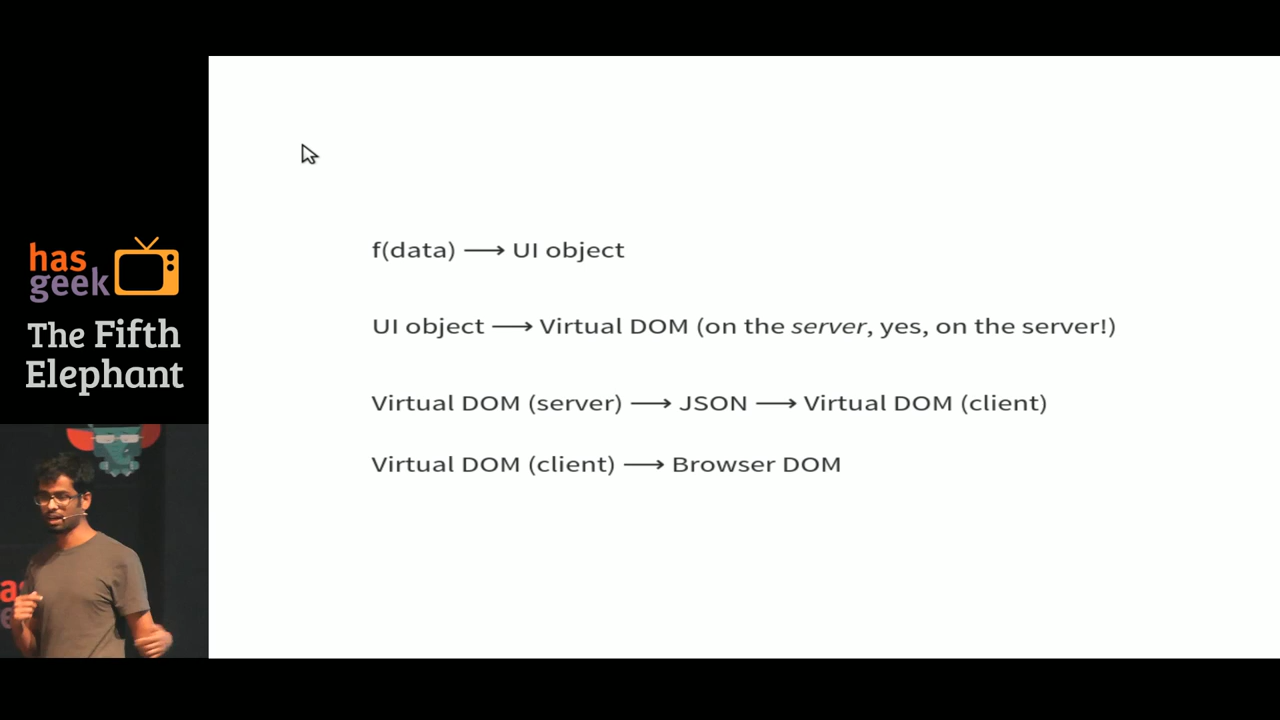 has
geek
The Fifth
Elephant
f(data) ⟶ UI object
UI object ⟶ Virtual DOM (on the server, yes, on the server!)
Virtual DOM (server) ⟶ JSON ⟶ Virtual DOM (client)
Virtual DOM (client) ⟶ Browser DOM